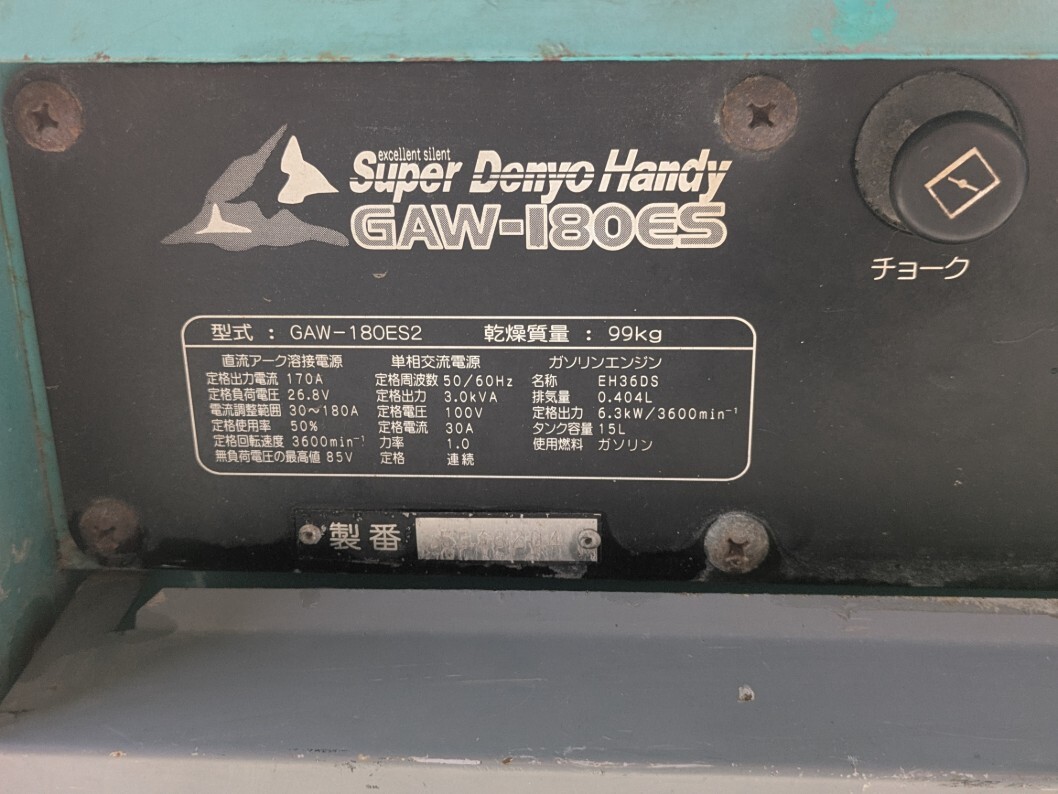 excellent silent
Super Denyo Handy
GAW-180ES
チョーク
型式 : GAW-180ES2 乾燥質量 : 99kg
直流アーク溶接電源
定格出力電流 170A
定格負荷電圧 26.8V
電流調整範囲 30～180A
定格使用率 50%
定格回転速度 3600min⁻¹
無負荷電圧の最高値 85V
単相交流電源
定格周波数 50/60Hz
定格出力 3.0kVA
定格電圧 100V
定格電流 30A
力率 1.0
定格 連続
ガソリンエンジン
名称 EH36DS
排気量 0.404L
定格出力 6.3kW/3600min⁻¹
タンク容量 15L
使用燃料 ガソリン
製番